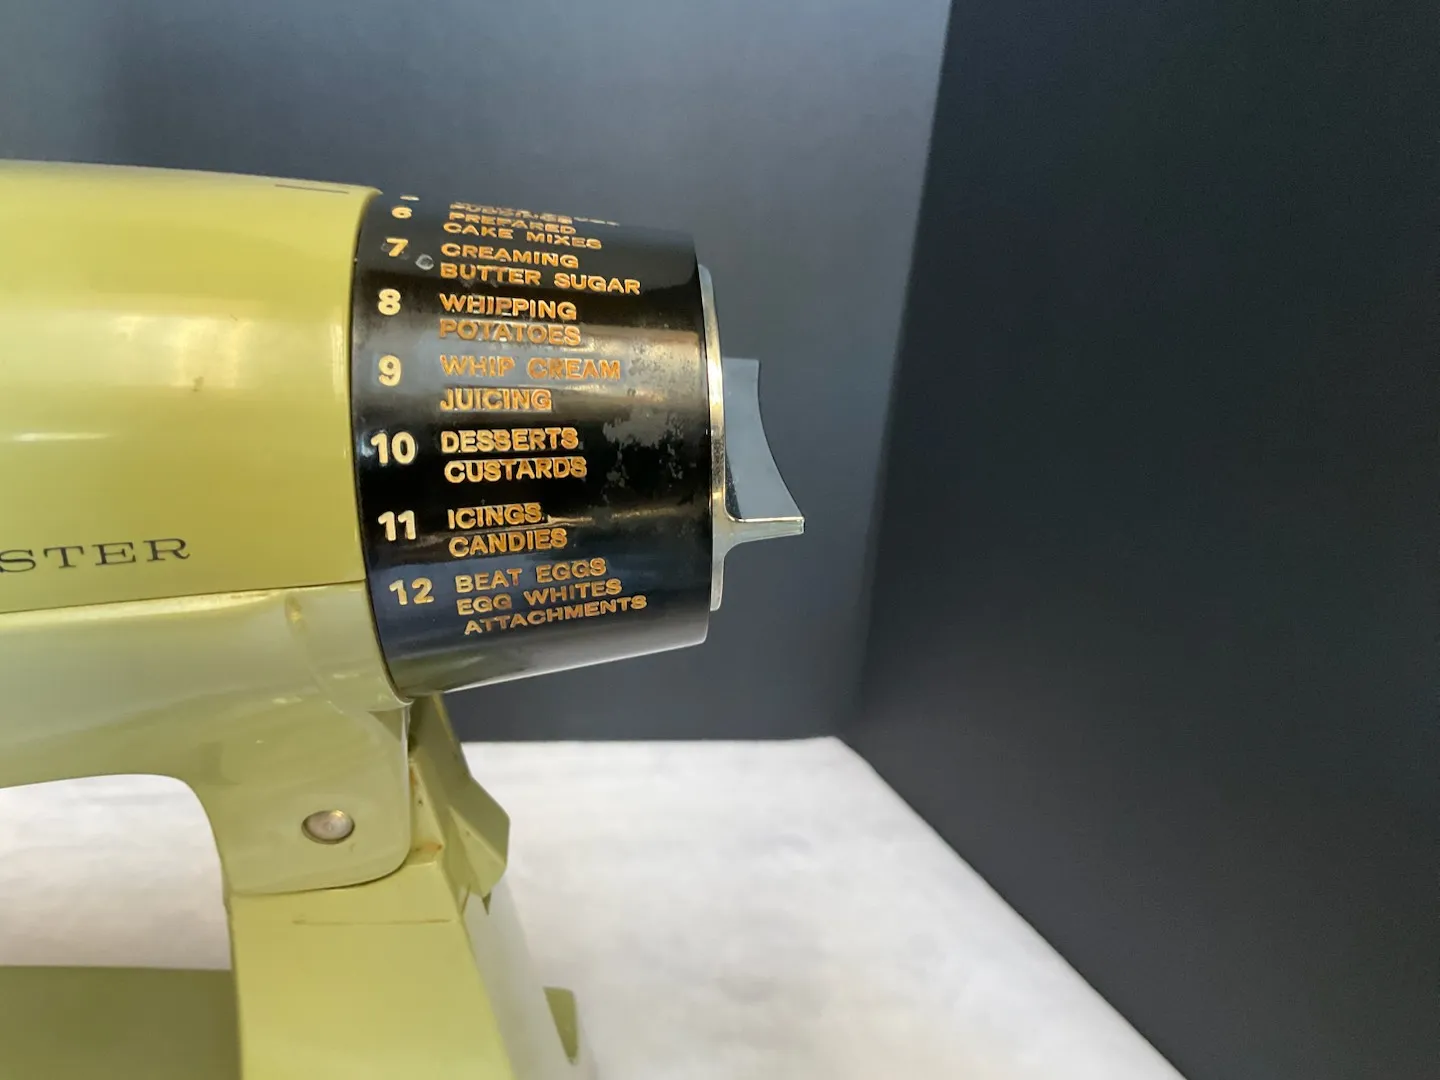 6 PREPARED
CAKE MIXES
7 CREAMING
BUTTER SUGAR
8 WHIPPING
POTATOES
9 WHIP CREAM
JUICING
10 DESSERTS
CUSTARDS
11 ICINGS
CANDIES
12 BEAT EGGS
EGG WHITES
ATTACHMENTS
STER